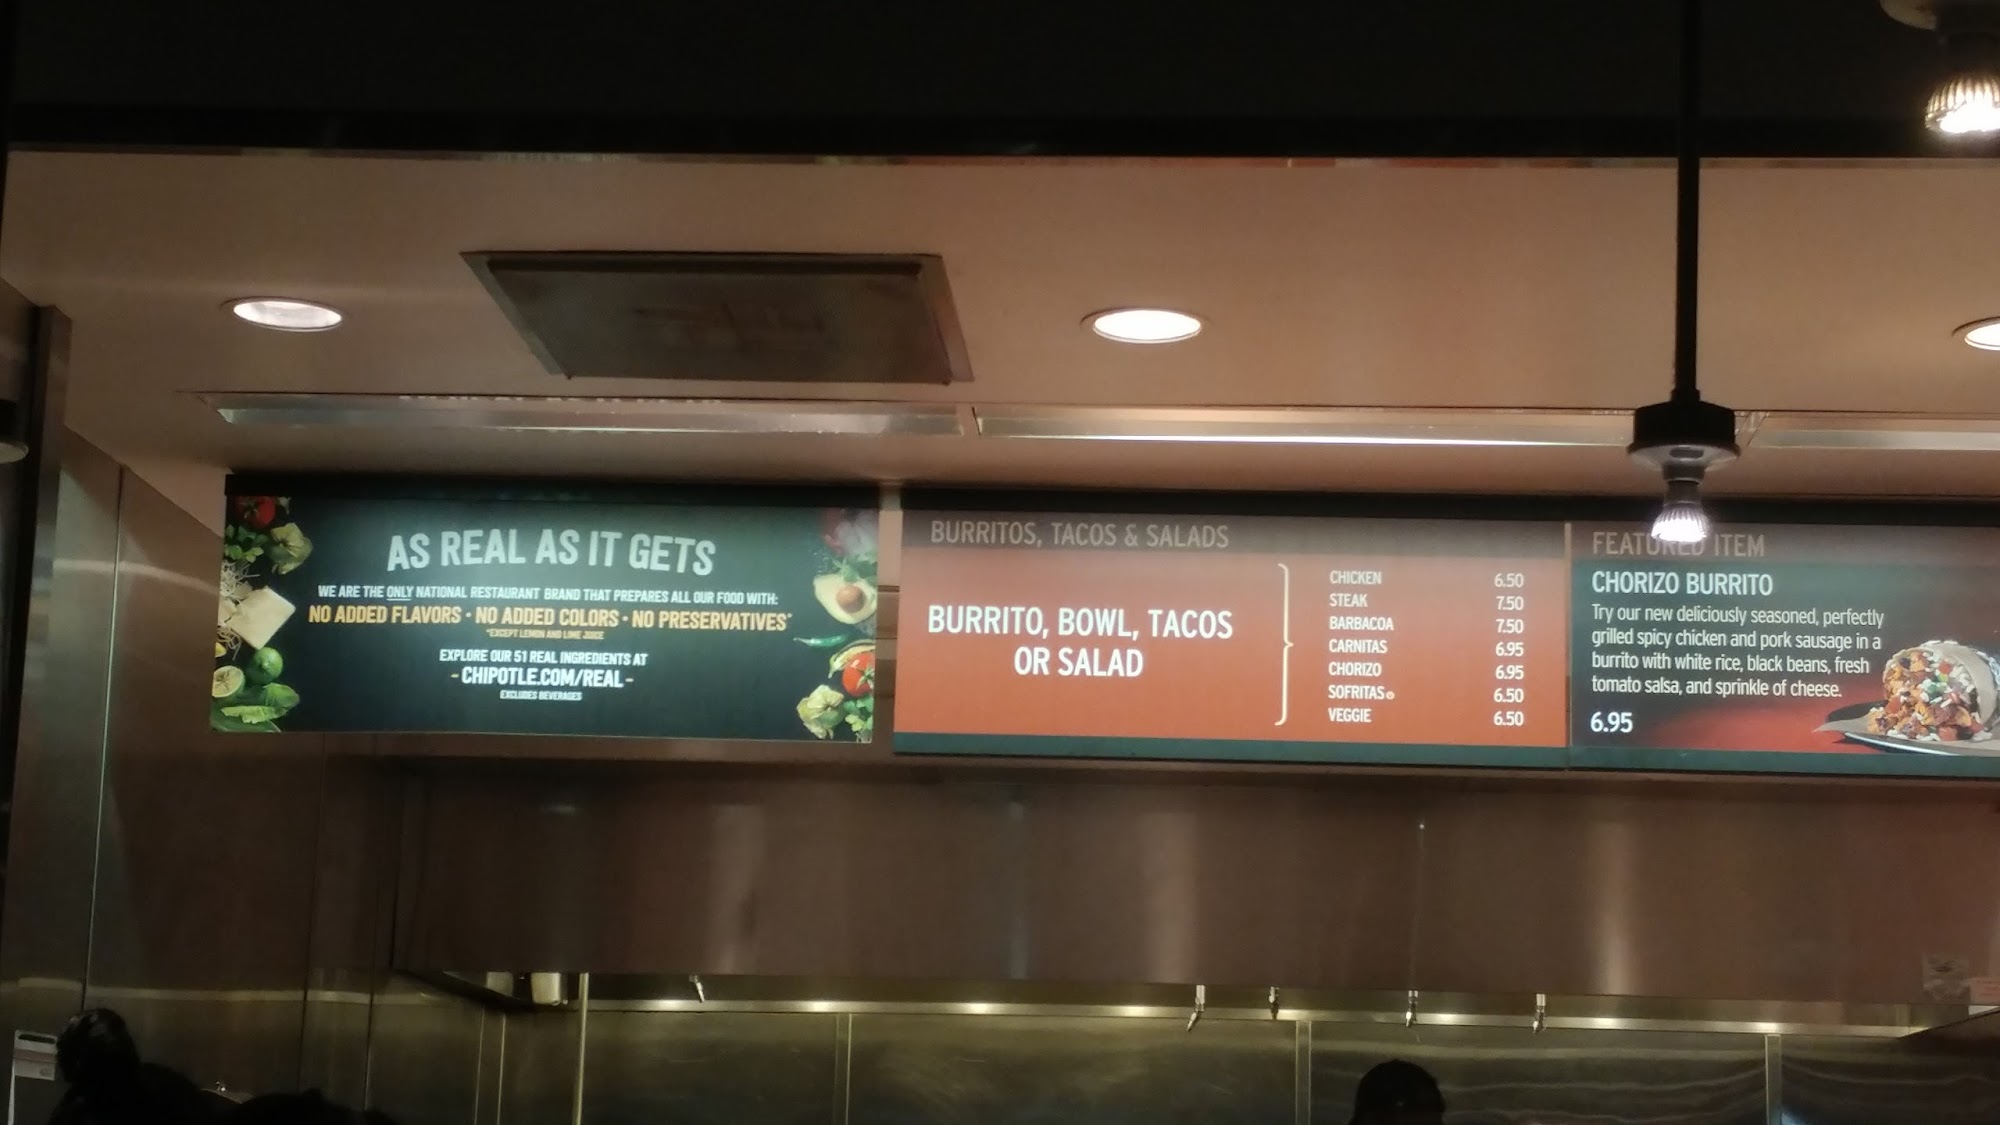 AS REAL AS IT GETS
WE ARE THE ONLY NATIONAL RESTAURANT BRAND THAT PREPARES ALL OUR FOOD WITH:
NO ADDED FLAVORS • NO ADDED COLORS • NO PRESERVATIVES*
*EXCEPT LEMON AND LIME JUICE
EXPLORE OUR 51 REAL INGREDIENTS AT
- CHIPOTLE.COM/REAL -
EXCLUDES BEVERAGES
BURRITOS, TACOS & SALADS
BURRITO, BOWL, TACOS
OR SALAD
CHICKEN 6.50
STEAK 7.50
BARBACOA 7.50
CARNITAS 6.95
CHORIZO 6.95
SOFRITAS 6.50
VEGGIE 6.50
FEATURED ITEM
CHORIZO BURRITO
Try our new deliciously seasoned, perfectly
grilled spicy chicken and pork sausage in a
burrito with white rice, black beans, fresh
tomato salsa, and sprinkle of cheese.
6.95